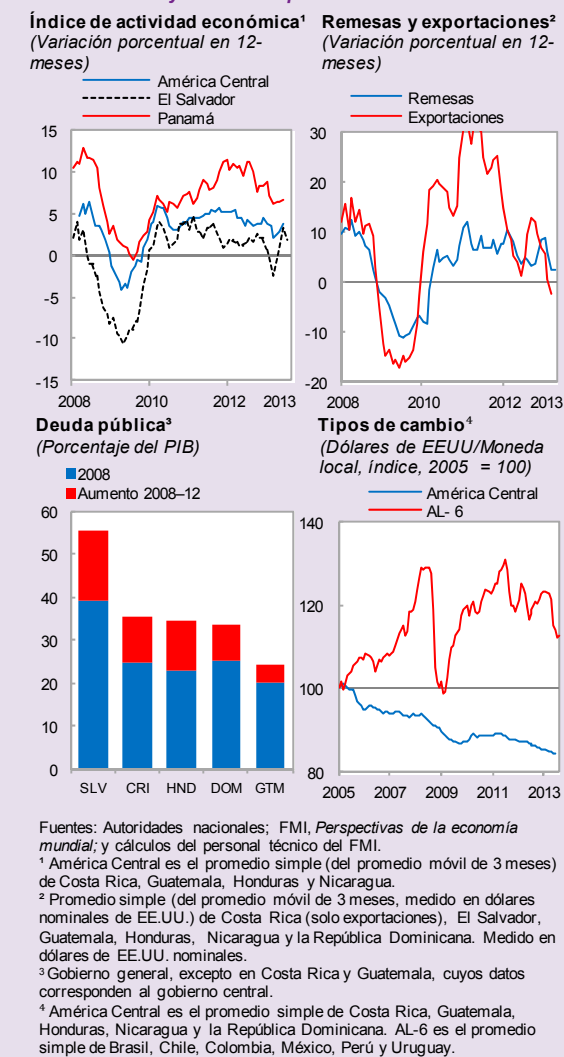 Índice de actividad económica¹
(Variación porcentual en 12-
meses)
América Central
El Salvador
Panamá
15
10
5
0
-5
-10
-15
2008
2010
2012
2013
Remesas y exportaciones²
(Variación porcentual en 12-
meses)
Remesas
Exportaciones
30
20
10
0
-10
-20
2008
2010
2012
2013
Deuda pública³
(Porcentaje del PIB)
2008
Aumento 2008–12
60
50
40
30
20
10
0
SLV
CRI
HND
DOM
GTM
Tipos de cambio⁴
(Dólares de EEUU/Moneda
local, índice, 2005 = 100)
América Central
AL- 6
140
120
100
80
2005
2007
2009
2011
2013
Fuentes: Autoridades nacionales; FMI, Perspectivas de la economía
mundial; y cálculos del personal técnico del FMI.
¹ América Central es el promedio simple (del promedio móvil de 3 meses)
de Costa Rica, Guatemala, Honduras y Nicaragua.
² Promedio simple (del promedio móvil de 3 meses, medido en dólares
nominales de EE.UU.) de Costa Rica (solo exportaciones), El Salvador,
Guatemala, Honduras, Nicaragua y la República Dominicana. Medido en
dólares de EE.UU. nominales.
³ Gobierno general, excepto en Costa Rica y Guatemala, cuyos datos
corresponden al gobierno central.
⁴ América Central es el promedio simple de Costa Rica, Guatemala,
Honduras, Nicaragua y la República Dominicana. AL-6 es el promedio
simple de Brasil, Chile, Colombia, México, Perú y Uruguay.